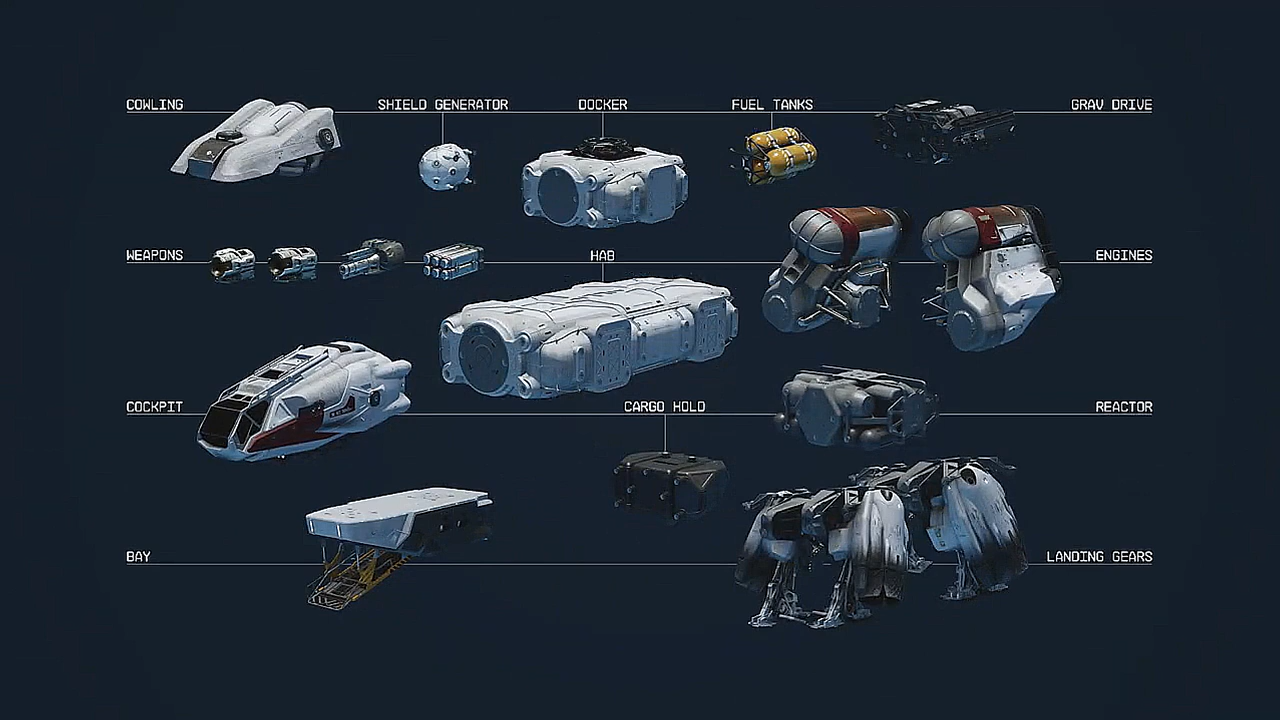 COWLING
SHIELD GENERATOR
DOCKER
FUEL TANKS
GRAV DRIVE
WEAPONS
HAB
ENGINES
COCKPIT
CARGO HOLD
REACTOR
BAY
LANDING GEARS